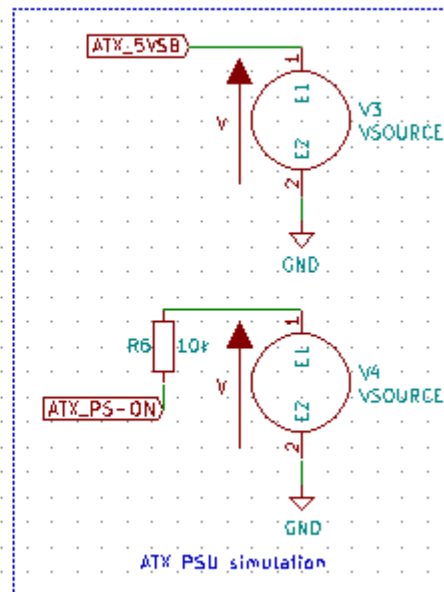 ATX_5VSB
1
E1
V
V3
VSOURCE
E2
2
GND
1
R6
10k
E1
V
V4
VSOURCE
ATX_PS-ON
E2
2
GND
ATX PSU simulation